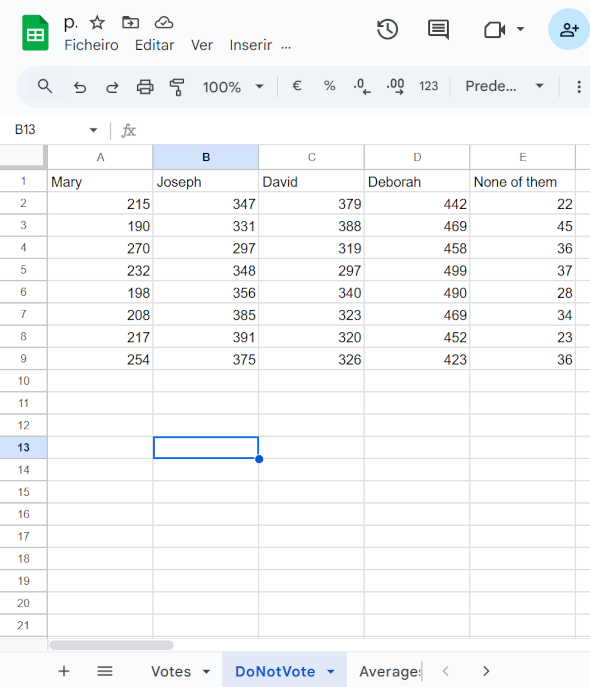 p.
Ficheiro Editar Ver Inserir ...
100% € % .0 .00 123 Prede...
B13 fx
A B C D E
1 Mary Joseph David Deborah None of them
2 215 347 379 442 22
3 190 331 388 469 45
4 270 297 319 458 36
5 232 348 297 499 37
6 198 356 340 490 28
7 208 385 323 469 34
8 217 391 320 452 23
9 254 375 326 423 36
10
11
12
13
14
15
16
17
18
19
20
21
Votes DoNotVote Averages